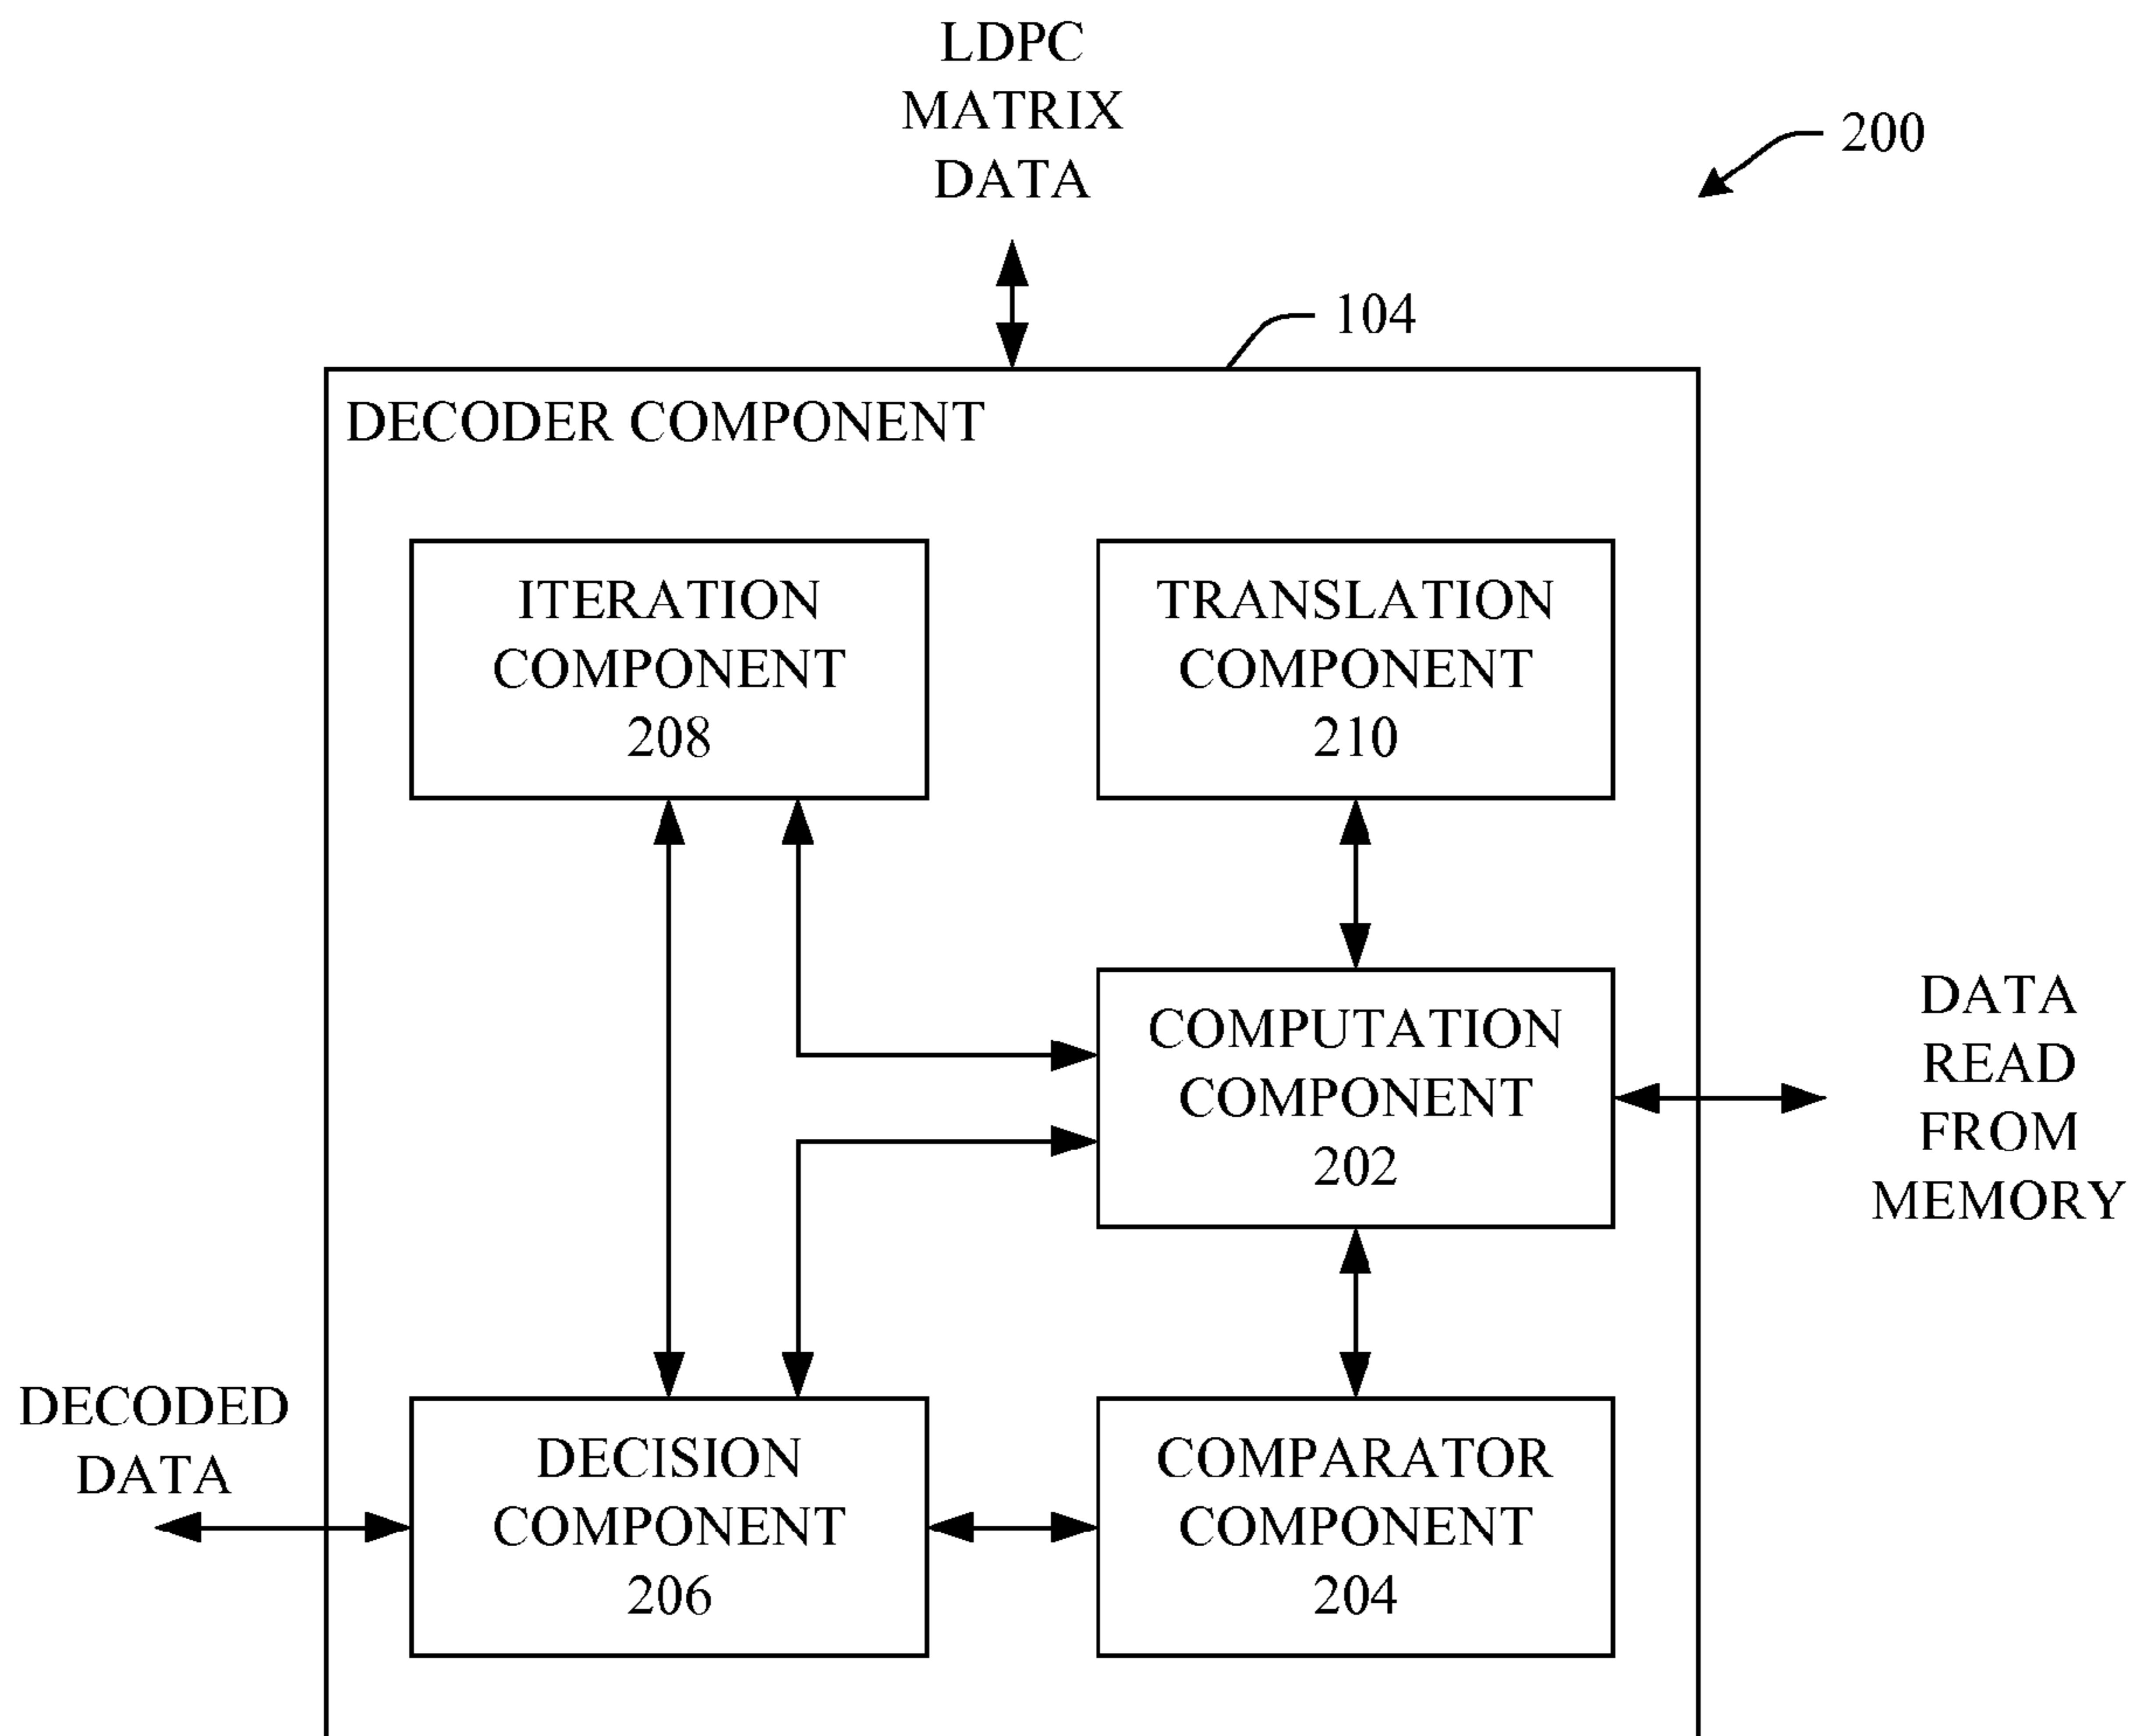 LDPC
MATRIX
DATA
200
104
DECODER COMPONENT
ITERATION
COMPONENT
208
TRANSLATION
COMPONENT
210
COMPUTATION
COMPONENT
202
DATA
READ
FROM
MEMORY
DECODED
DATA
DECISION
COMPONENT
206
COMPARATOR
COMPONENT
204